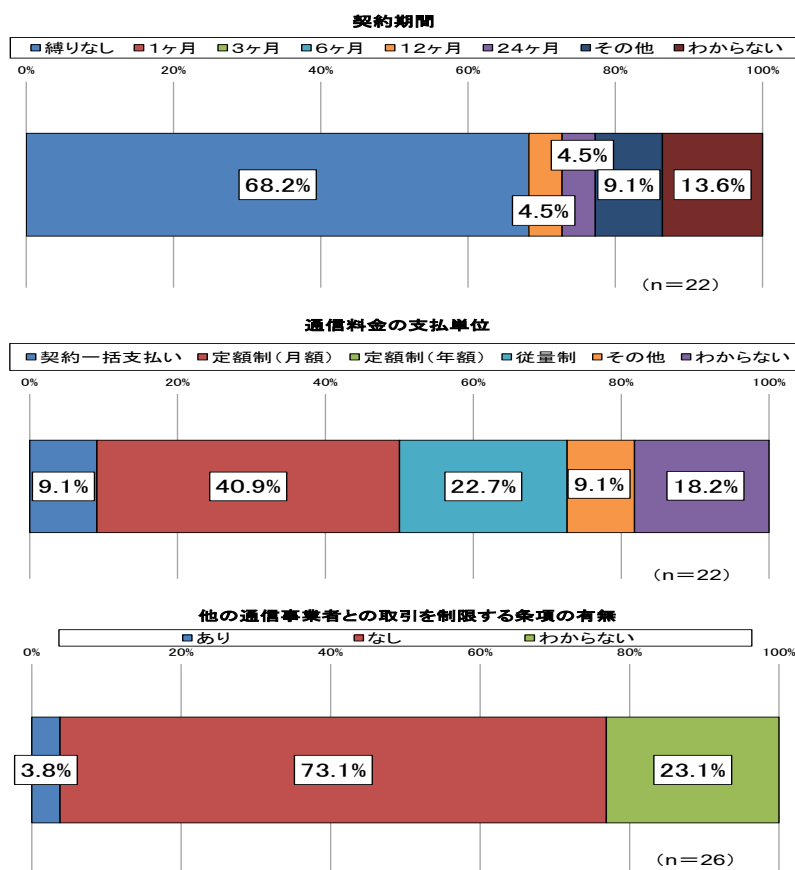 契約期間
縛りなし 1ヶ月 3ヶ月 6ヶ月 12ヶ月 24ヶ月 その他 わからない
0% 20% 40% 60% 80% 100%
68.2% 4.5% 4.5% 9.1% 13.6%
(n=22)
通信料金の支払単位
契約一括支払い 定額制(月額) 定額制(年額) 従量制 その他 わからない
0% 20% 40% 60% 80% 100%
9.1% 40.9% 22.7% 9.1% 18.2%
(n=22)
他の通信事業者との取引を制限する条項の有無
あり なし わからない
0% 20% 40% 60% 80% 100%
3.8% 73.1% 23.1%
(n=26)